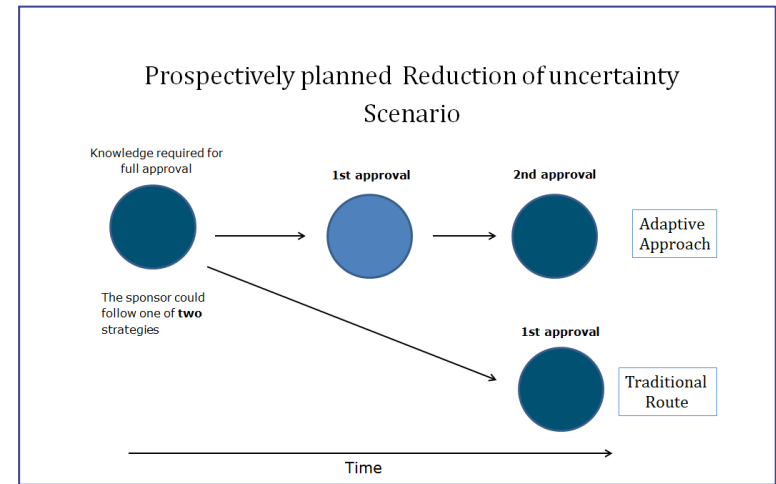 Prospectively planned Reduction of uncertainty
Scenario
Knowledge required for
full approval
1st approval
2nd approval
Adaptive
Approach
The sponsor could
follow one of two
strategies
1st approval
Traditional
Route
Time